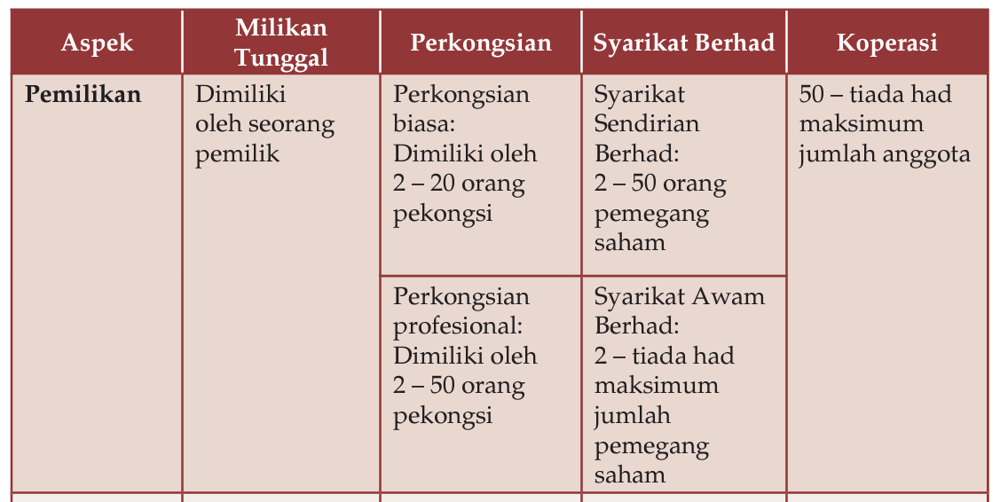 Aspek
Milikan
Tunggal
Perkongsian
Syarikat Berhad
Koperasi
Pemilikan
Dimiliki
oleh seorang
pemilik
Perkongsian
biasa:
Dimiliki oleh
2 – 20 orang
pekongsi
Syarikat
Sendirian
Berhad:
2 – 50 orang
pemegang
saham
50 – tiada had
maksimum
jumlah anggota
Perkongsian
profesional:
Dimiliki oleh
2 – 50 orang
pekongsi
Syarikat Awam
Berhad:
2 – tiada had
maksimum
jumlah
pemegang
saham